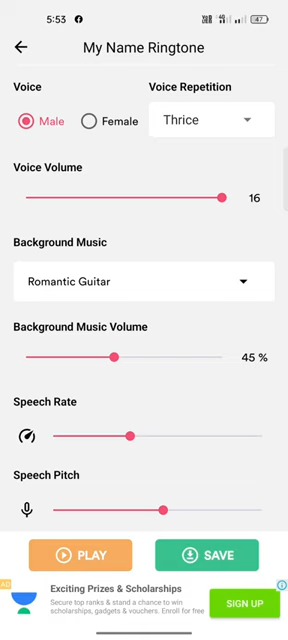 5:53
47
My Name Ringtone
Voice
Voice Repetition
Male
Female
Thrice
Voice Volume
16
Background Music
Romantic Guitar
Background Music Volume
45 %
Speech Rate
Speech Pitch
PLAY
SAVE
AD
Exciting Prizes & Scholarships
Secure top ranks & stand a chance to win
scholarships, gadgets & vouchers. Enroll for free
SIGN UP